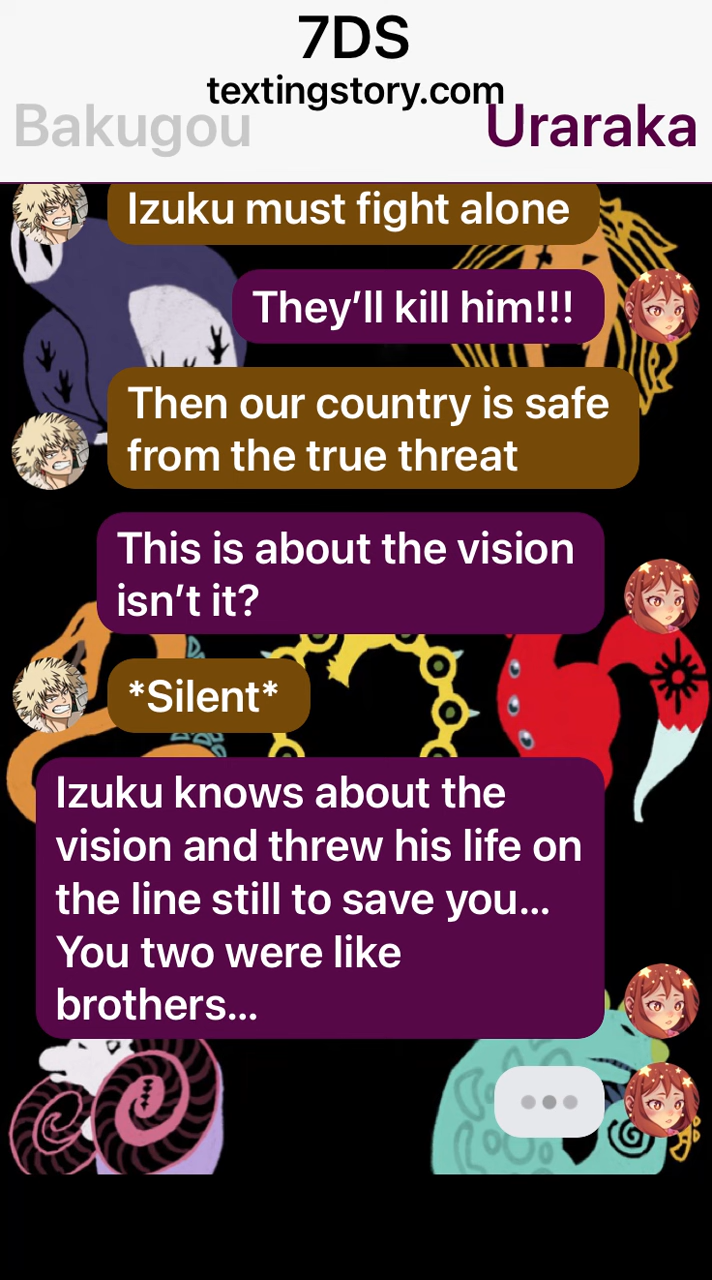 7DS
textingstory.com
Bakugou
Uraraka
Izuku must fight alone
They’ll kill him!!!
Then our country is safe
from the true threat
This is about the vision
isn’t it?
*Silent*
Izuku knows about the
vision and threw his life on
the line still to save you...
You two were like
brothers...